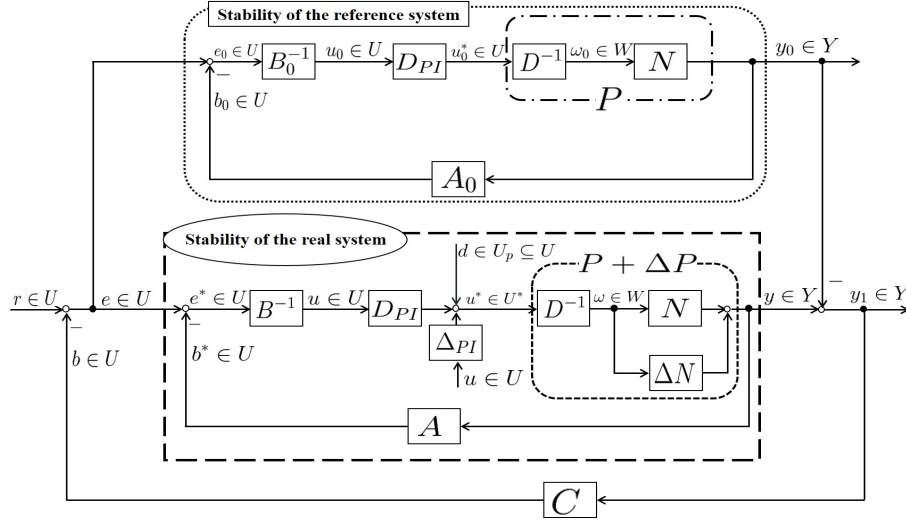 Stability of the reference system
e₀ ∈ U
B₀⁻¹
u₀ ∈ U
D_PI
u₀* ∈ U
D⁻¹
ω₀ ∈ W
N
y₀ ∈ Y
−
b₀ ∈ U
P
A₀
Stability of the real system
d ∈ U_p ⊆ U
P + ΔP
−
r ∈ U
e ∈ U
e* ∈ U
B⁻¹
u ∈ U
D_PI
u* ∈ U*
D⁻¹
ω ∈ W
N
y ∈ Y
y₁ ∈ Y
−
−
b ∈ U
b* ∈ U
Δ_PI
u ∈ U
ΔN
A
C